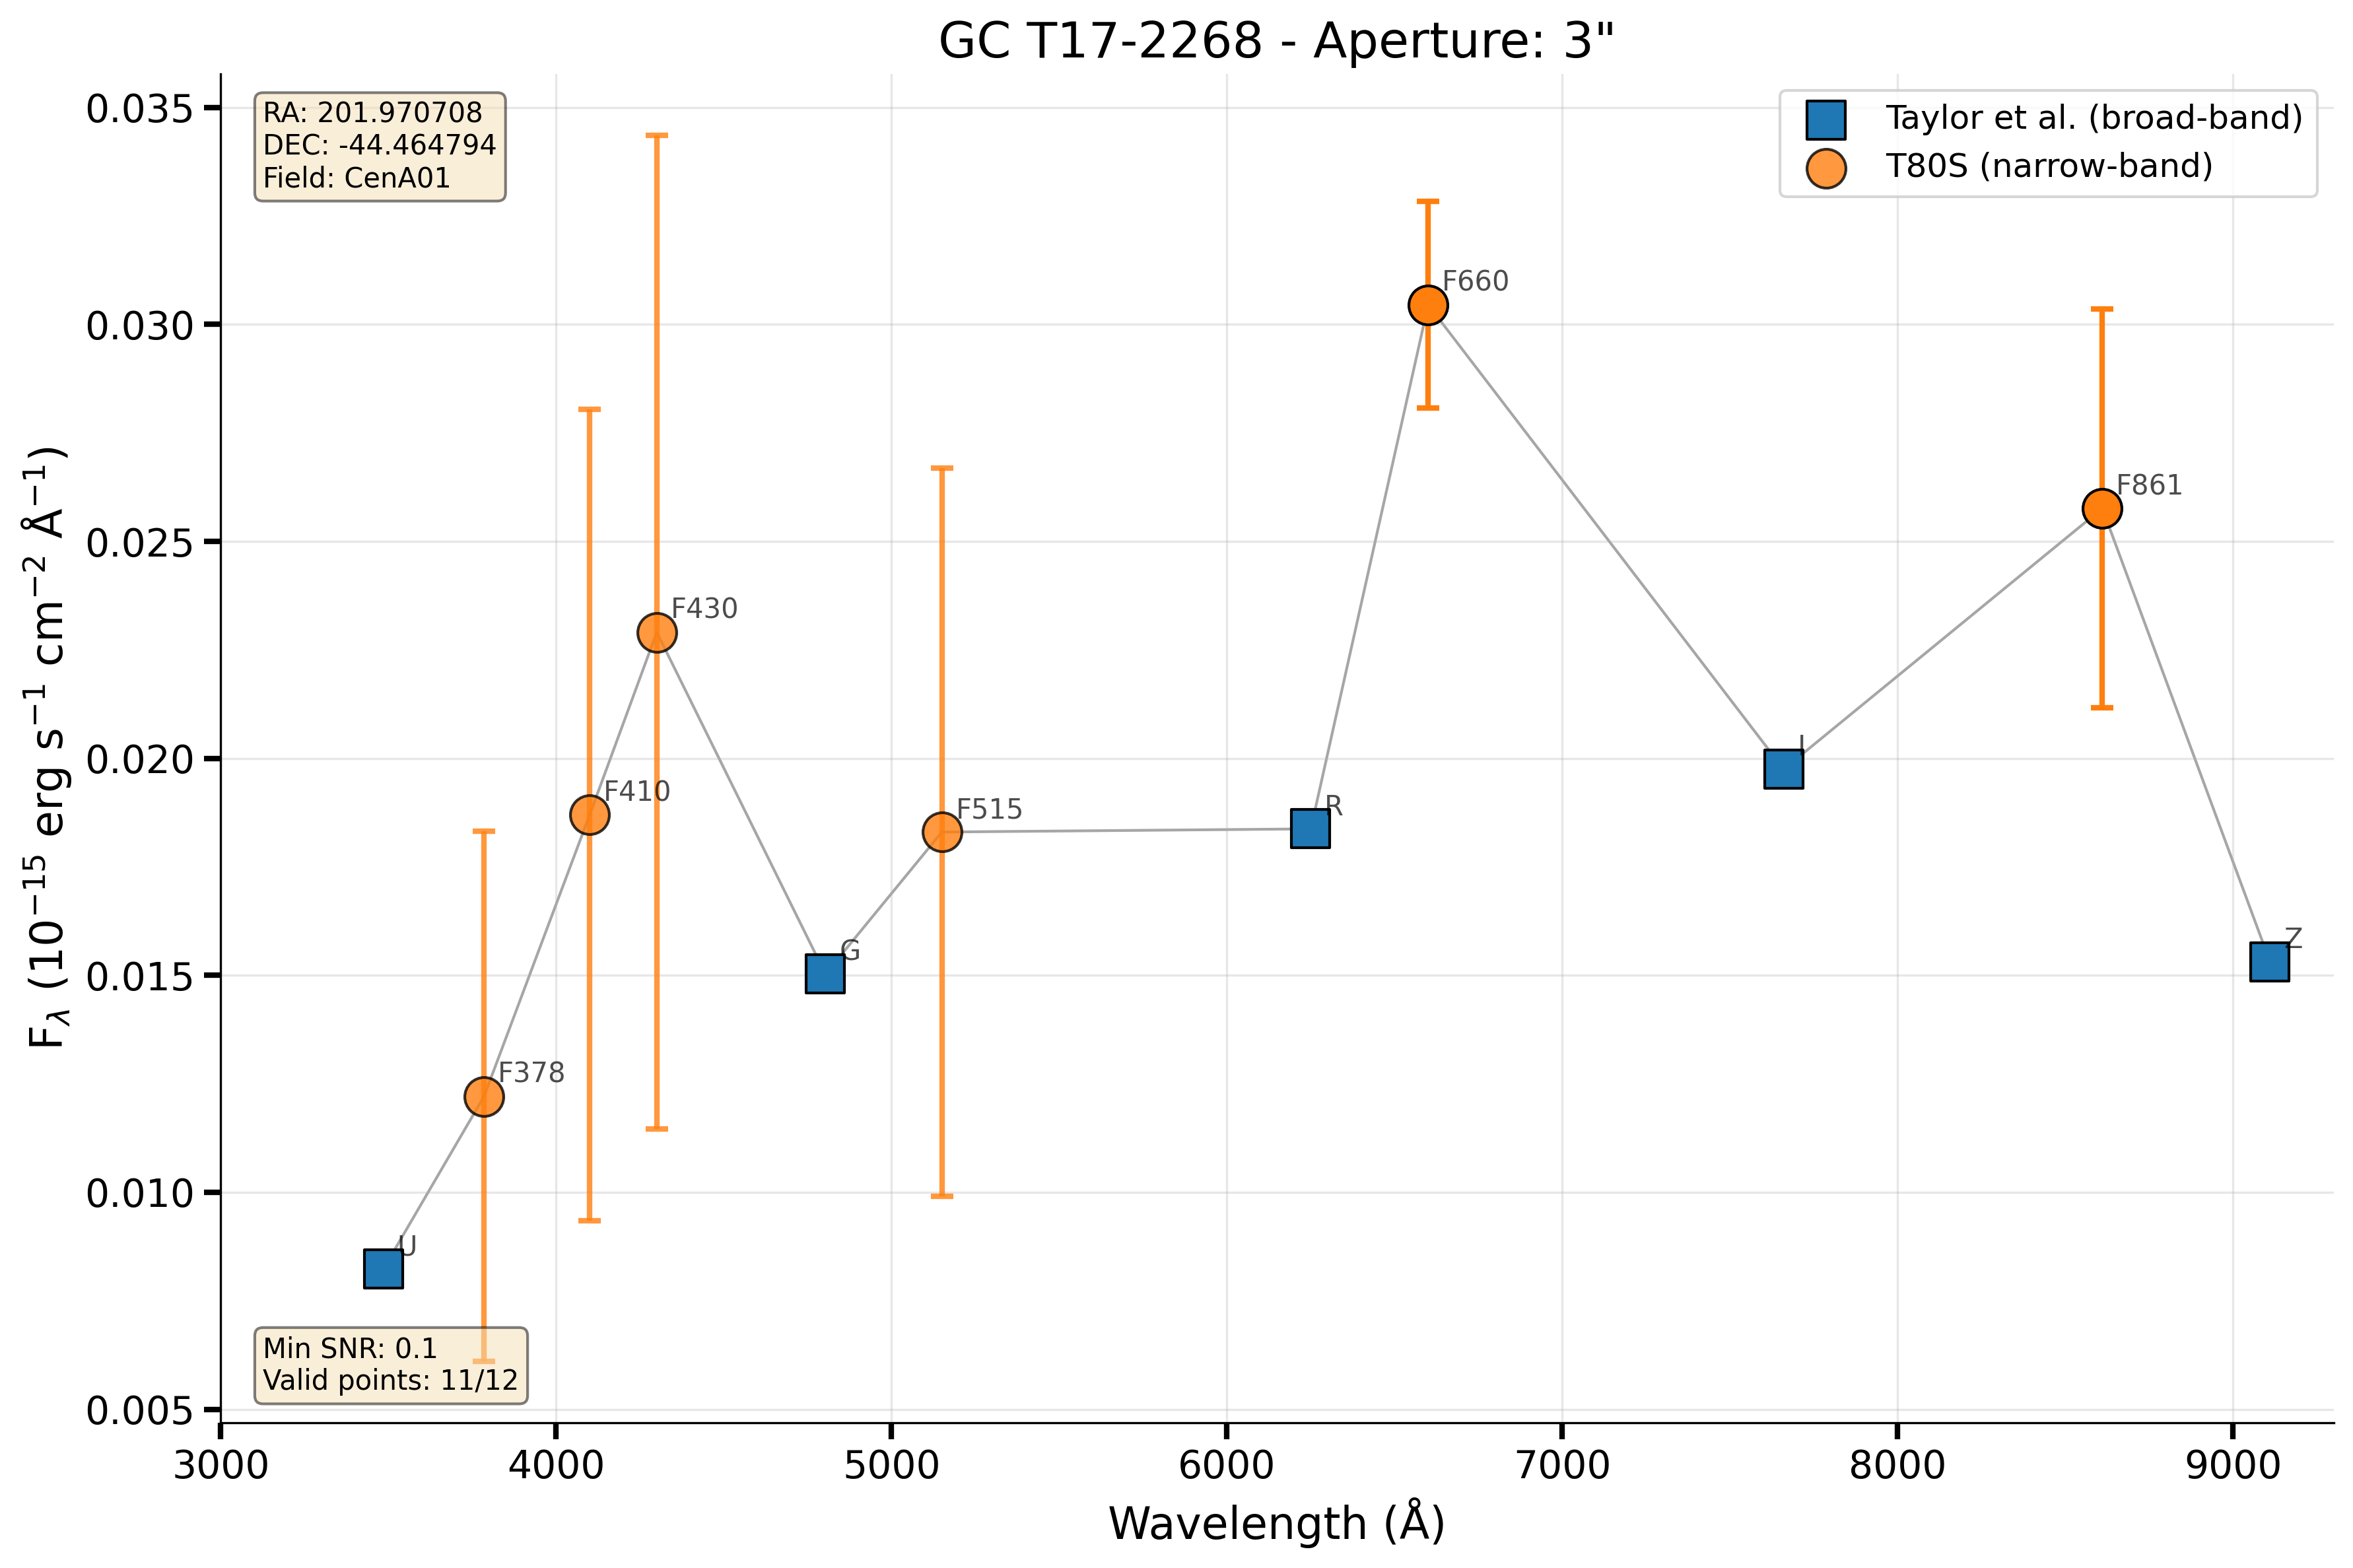 GC T17-2268 - Aperture: 3"
RA: 201.970708
DEC: -44.464794
Field: CenA01
Taylor et al. (broad-band)
T80S (narrow-band)
0.035
0.030
0.025
0.020
0.015
0.010
0.005
F_λ (10⁻¹⁵ erg s⁻¹ cm⁻² Å⁻¹)
F660
F861
F430
I
F410
F515
R
G
Z
F378
U
Min SNR: 0.1
Valid points: 11/12
3000 4000 5000 6000 7000 8000 9000
Wavelength (Å)